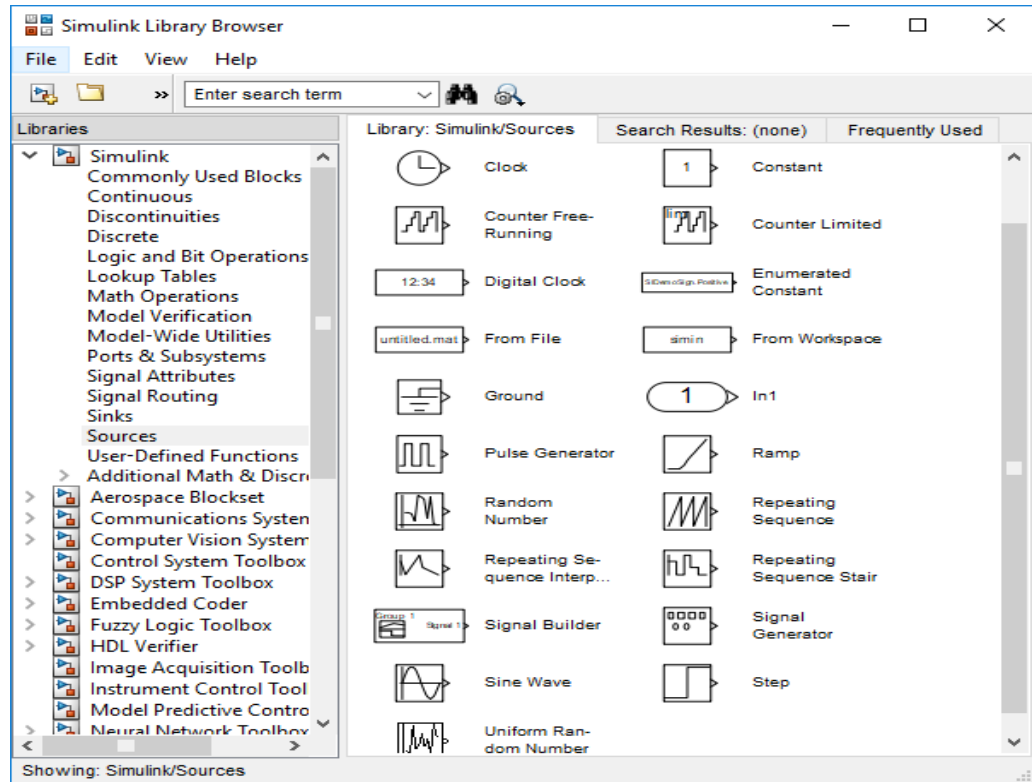 Simulink Library Browser
File Edit View Help
» Enter search term
Libraries
Simulink
Commonly Used Blocks
Continuous
Discontinuities
Discrete
Logic and Bit Operations
Lookup Tables
Math Operations
Model Verification
Model-Wide Utilities
Ports & Subsystems
Signal Attributes
Signal Routing
Sinks
Sources
User-Defined Functions
Additional Math & Discr
Aerospace Blockset
Communications System
Computer Vision System
Control System Toolbox
DSP System Toolbox
Embedded Coder
Fuzzy Logic Toolbox
HDL Verifier
Image Acquisition Toolb
Instrument Control Tool
Model Predictive Contro
Neural Network Toolbox
Library: Simulink/Sources Search Results: (none) Frequently Used
Clock
1 Constant
Counter Free-
Running
lim Counter Limited
12:34 Digital Clock
SlDemoSign.Positive Enumerated
Constant
untitled.mat From File
simin From Workspace
Ground
1 In1
Pulse Generator
Ramp
Random
Number
Repeating
Sequence
Repeating Se-
quence Interp...
Repeating
Sequence Stair
Group 1
Signal 1 Signal Builder
Signal
Generator
Sine Wave
Step
Uniform Ran-
dom Number
Showing: Simulink/Sources